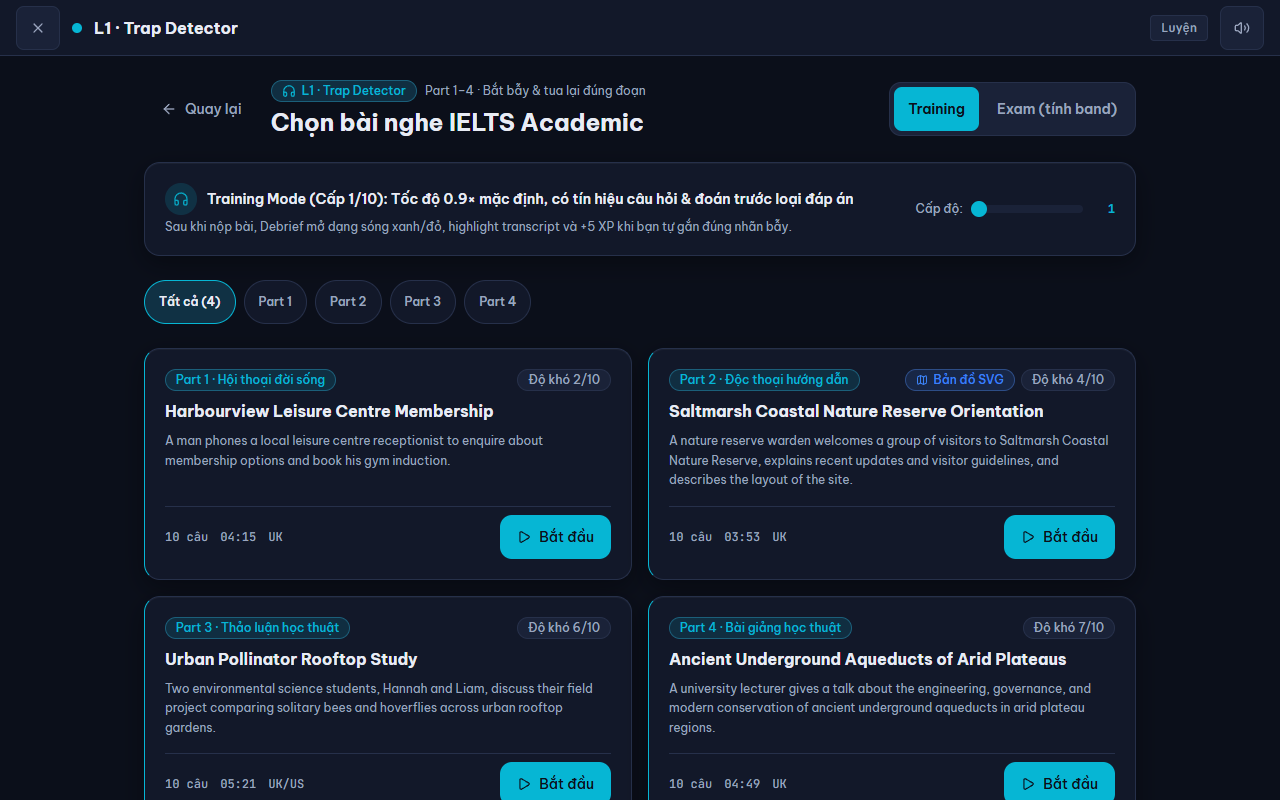 L1 · Trap Detector
Luyện
Quay lại
L1 · Trap Detector
Part 1–4 · Bắt bẫy & tua lại đúng đoạn
Chọn bài nghe IELTS Academic
Training
Exam (tính band)
Training Mode (Cấp 1/10): Tốc độ 0.9× mặc định, có tín hiệu câu hỏi & đoán trước loại đáp án
Sau khi nộp bài, Debrief mở dạng sóng xanh/đỏ, highlight transcript và +5 XP khi bạn tự gắn đúng nhãn bẫy.
Cấp độ:
1
Tất cả (4)
Part 1
Part 2
Part 3
Part 4
Part 1 · Hội thoại đời sống
Độ khó 2/10
Harbourview Leisure Centre Membership
A man phones a local leisure centre receptionist to enquire about
membership options and book his gym induction.
10 câu 04:15 UK
Bắt đầu
Part 2 · Độc thoại hướng dẫn
Bản đồ SVG
Độ khó 4/10
Saltmarsh Coastal Nature Reserve Orientation
A nature reserve warden welcomes a group of visitors to Saltmarsh Coastal
Nature Reserve, explains recent updates and visitor guidelines, and
describes the layout of the site.
10 câu 03:53 UK
Bắt đầu
Part 3 · Thảo luận học thuật
Độ khó 6/10
Urban Pollinator Rooftop Study
Two environmental science students, Hannah and Liam, discuss their field
project comparing solitary bees and hoverflies across urban rooftop
gardens.
10 câu 05:21 UK/US
Bắt đầu
Part 4 · Bài giảng học thuật
Độ khó 7/10
Ancient Underground Aqueducts of Arid Plateaus
A university lecturer gives a talk about the engineering, governance, and
modern conservation of ancient underground aqueducts in arid plateau
regions.
10 câu 04:49 UK
Bắt đầu